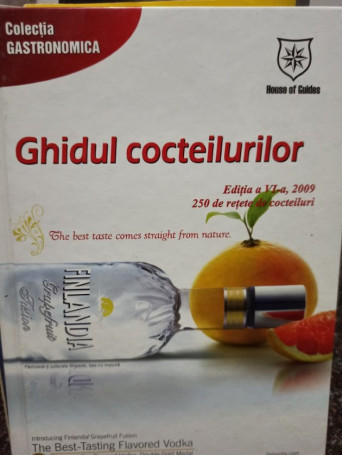 Colecția
GASTRONOMICA
House of Guides
Ghidul cocteilurilor
Ediția a VI-a, 2009
250 de rețete de cocteiluri
The best taste comes straight from nature.
FINLANDIA
Grapefruit
Fusion
Introducing Finlandia Grapefruit Fusion
The Best-Tasting Flavored Vodka